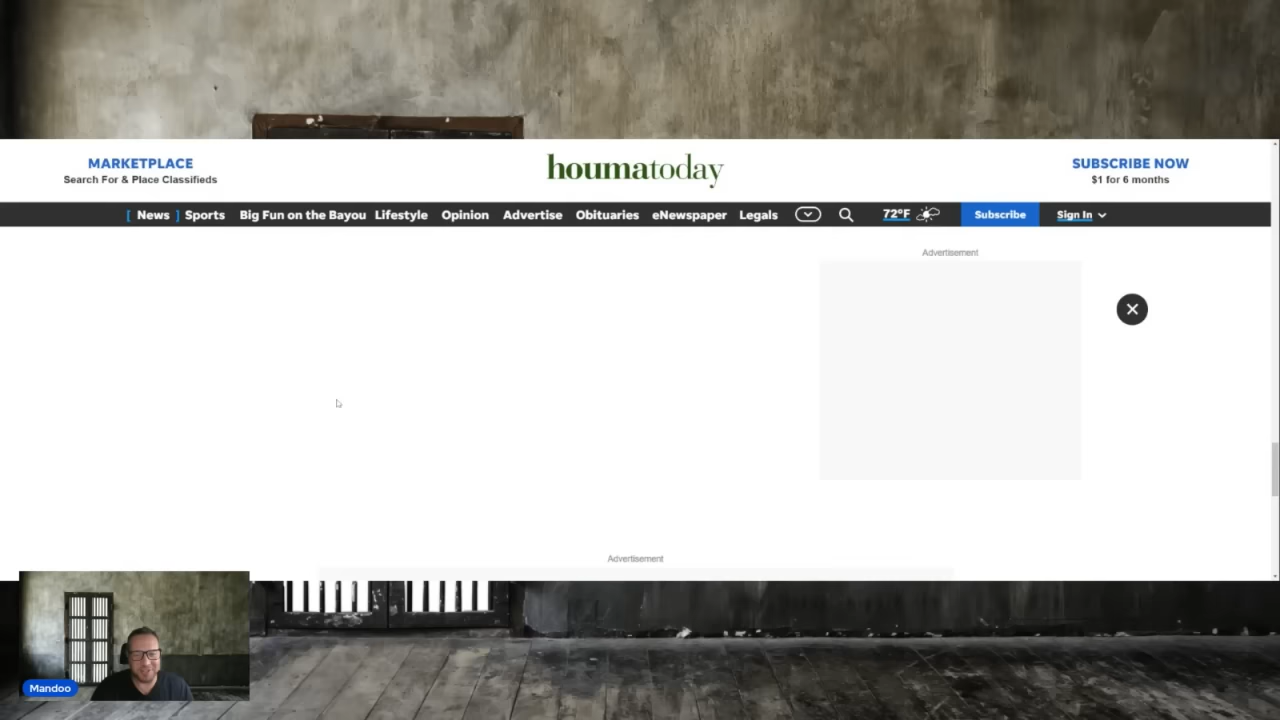 MARKETPLACE
Search For & Place Classifieds
houmatoday
SUBSCRIBE NOW
$1 for 6 months
[ News ] Sports Big Fun on the Bayou Lifestyle Opinion Advertise Obituaries eNewspaper Legals 72°F Subscribe Sign In
Advertisement
Advertisement
Mandoo